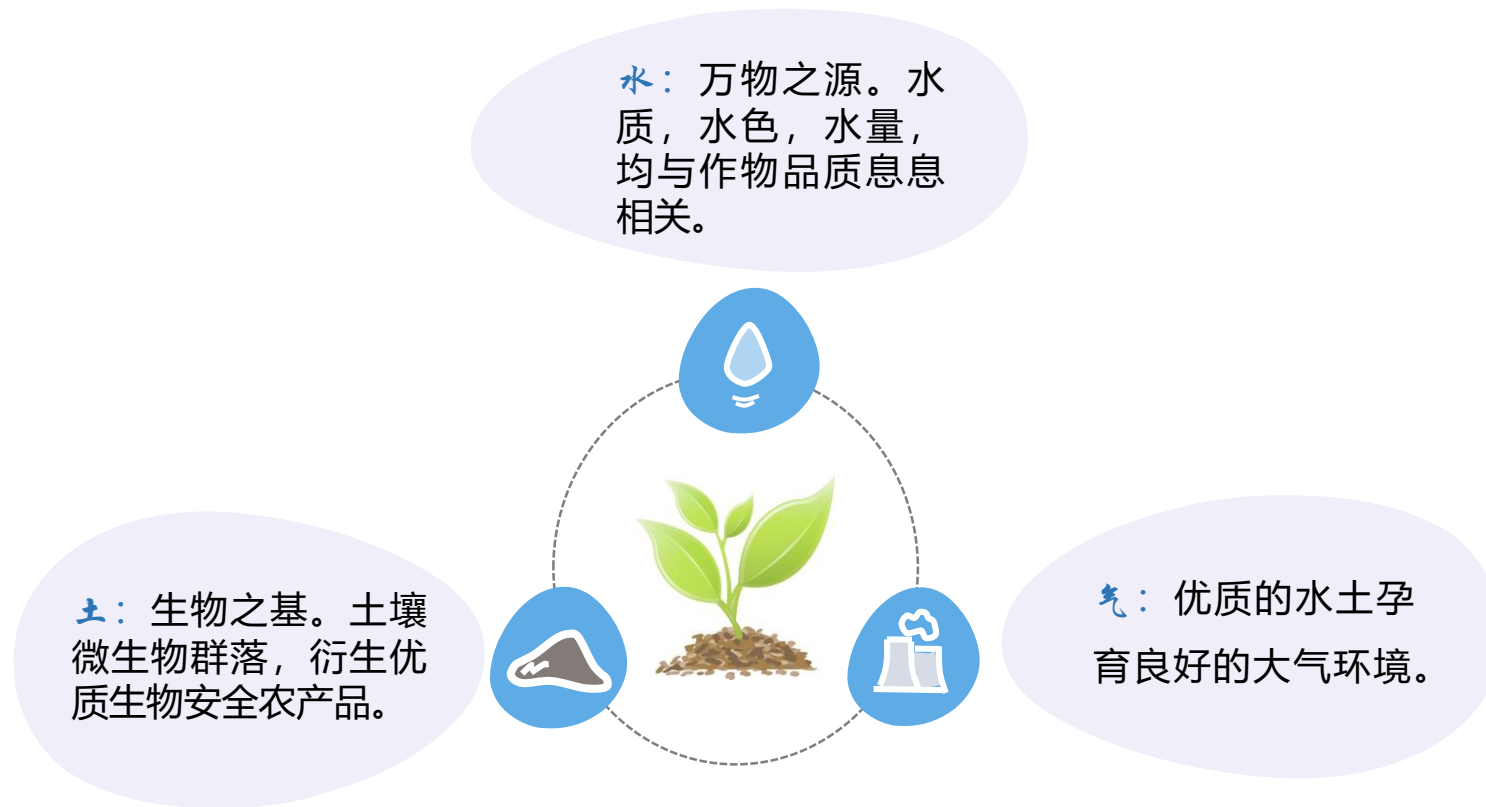 水：万物之源。水
质，水色，水量，
均与作物品质息息
相关。
土：生物之基。土壤
微生物群落，衍生优
质生物安全农产品。
气：优质的水土孕
育良好的大气环境。